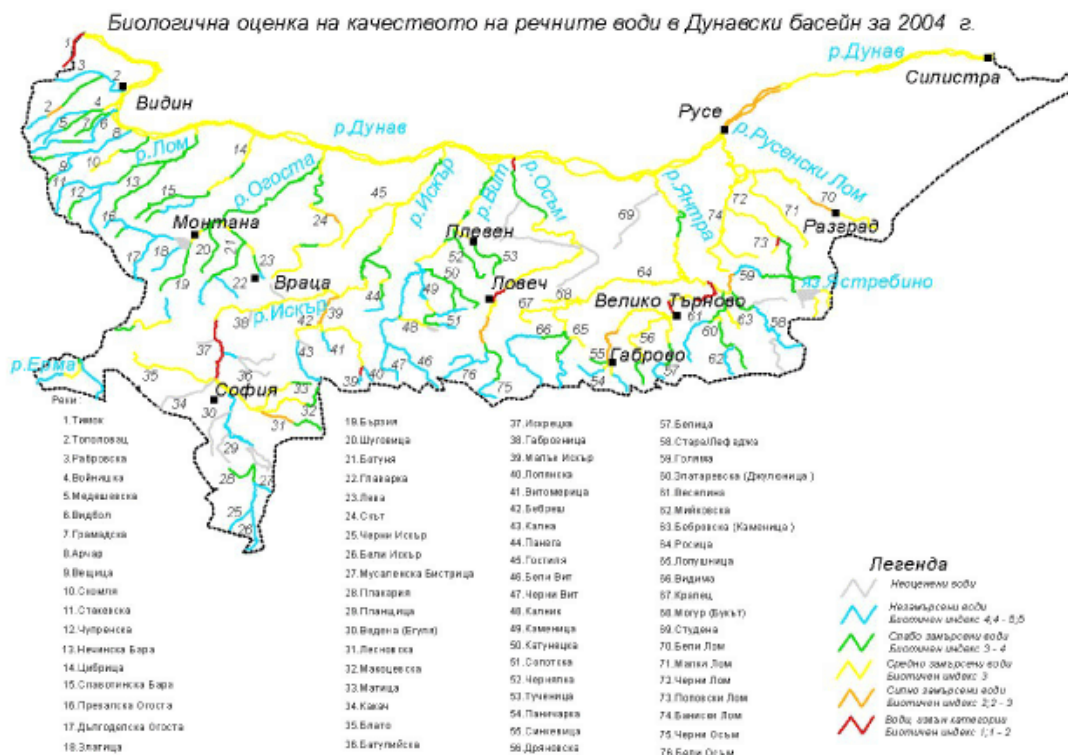 Биологична оценка на качеството на речните води в Дунавски басейн за 2004 г.
р.Дунав
Силистра
Видин
Русе
р.Дунав
р.Русенски Лом
р.Лом
р.Огоста
р.Искър
р.Вит
р.Осъм
р.Янтра
Разград
Монтана
Плевен
Враца
Ловеч
яз.Ястребино
Велико Търново
р.Искър
р.Ерма
Габрово
София
Реки:
1.Тимок
2.Тополовац
3.Рабровска
4.Войнишка
5.Медешевска
6.Видбол
7.Грамадска
8.Арчар
9.Вещица
10.Скомля
11.Стакевска
12.Чупренска
13.Нечинска Бара
14.Цибрица
15.Славотинска Бара
16.Превалска Огоста
17.Дългоделска Огоста
18.Златица
19.Бързия
20.Шуговица
21.Ботуня
22.Главарка
23.Лева
24.Скът
25.Черни Искър
26.Бели Искър
27.Мусаленска Бистрица
28.Плакария
29.Планщица
30.Ведена (Егуля)
31.Лесновска
32.Макоцевска
33.Матица
34.Какач
35.Блато
36.Батулийска
37.Искрецка
38.Габровница
39.Малък Искър
40.Лопянска
41.Витомерица
42.Бебреш
43.Кална
44.Панега
45.Гостиля
46.Бели Вит
47.Черни Вит
48.Калник
49.Каменица
50.Катунецка
51.Сопотска
52.Чернялка
53.Тученица
54.Паничарка
55.Синкевица
56.Дряновска
57.Белица
58.Стара/Лефеджа
59.Голяма
60.Златаревска (Джулюница)
61.Веселина
62.Мийковска
63.Бебровска (Каменица)
64.Росица
65.Лопушница
66.Видима
67.Крапец
68.Могур (Букът)
69.Студена
70.Бели Лом
71.Малки Лом
72.Черни Лом
73.Поповски Лом
74.Баниски Лом
75.Черни Осъм
76.Бели Осъм
Легенда
Неоценени води
Незамърсени води
Биотичен индекс 4,4 - 5,5
Слабо замърсени води
Биотичен индекс 3 - 4
Средно замърсени води
Биотичен индекс 3
Силно замърсени води
Биотичен индекс 2;2 - 3
Води, извън категории
Биотичен индекс 1;1 - 2